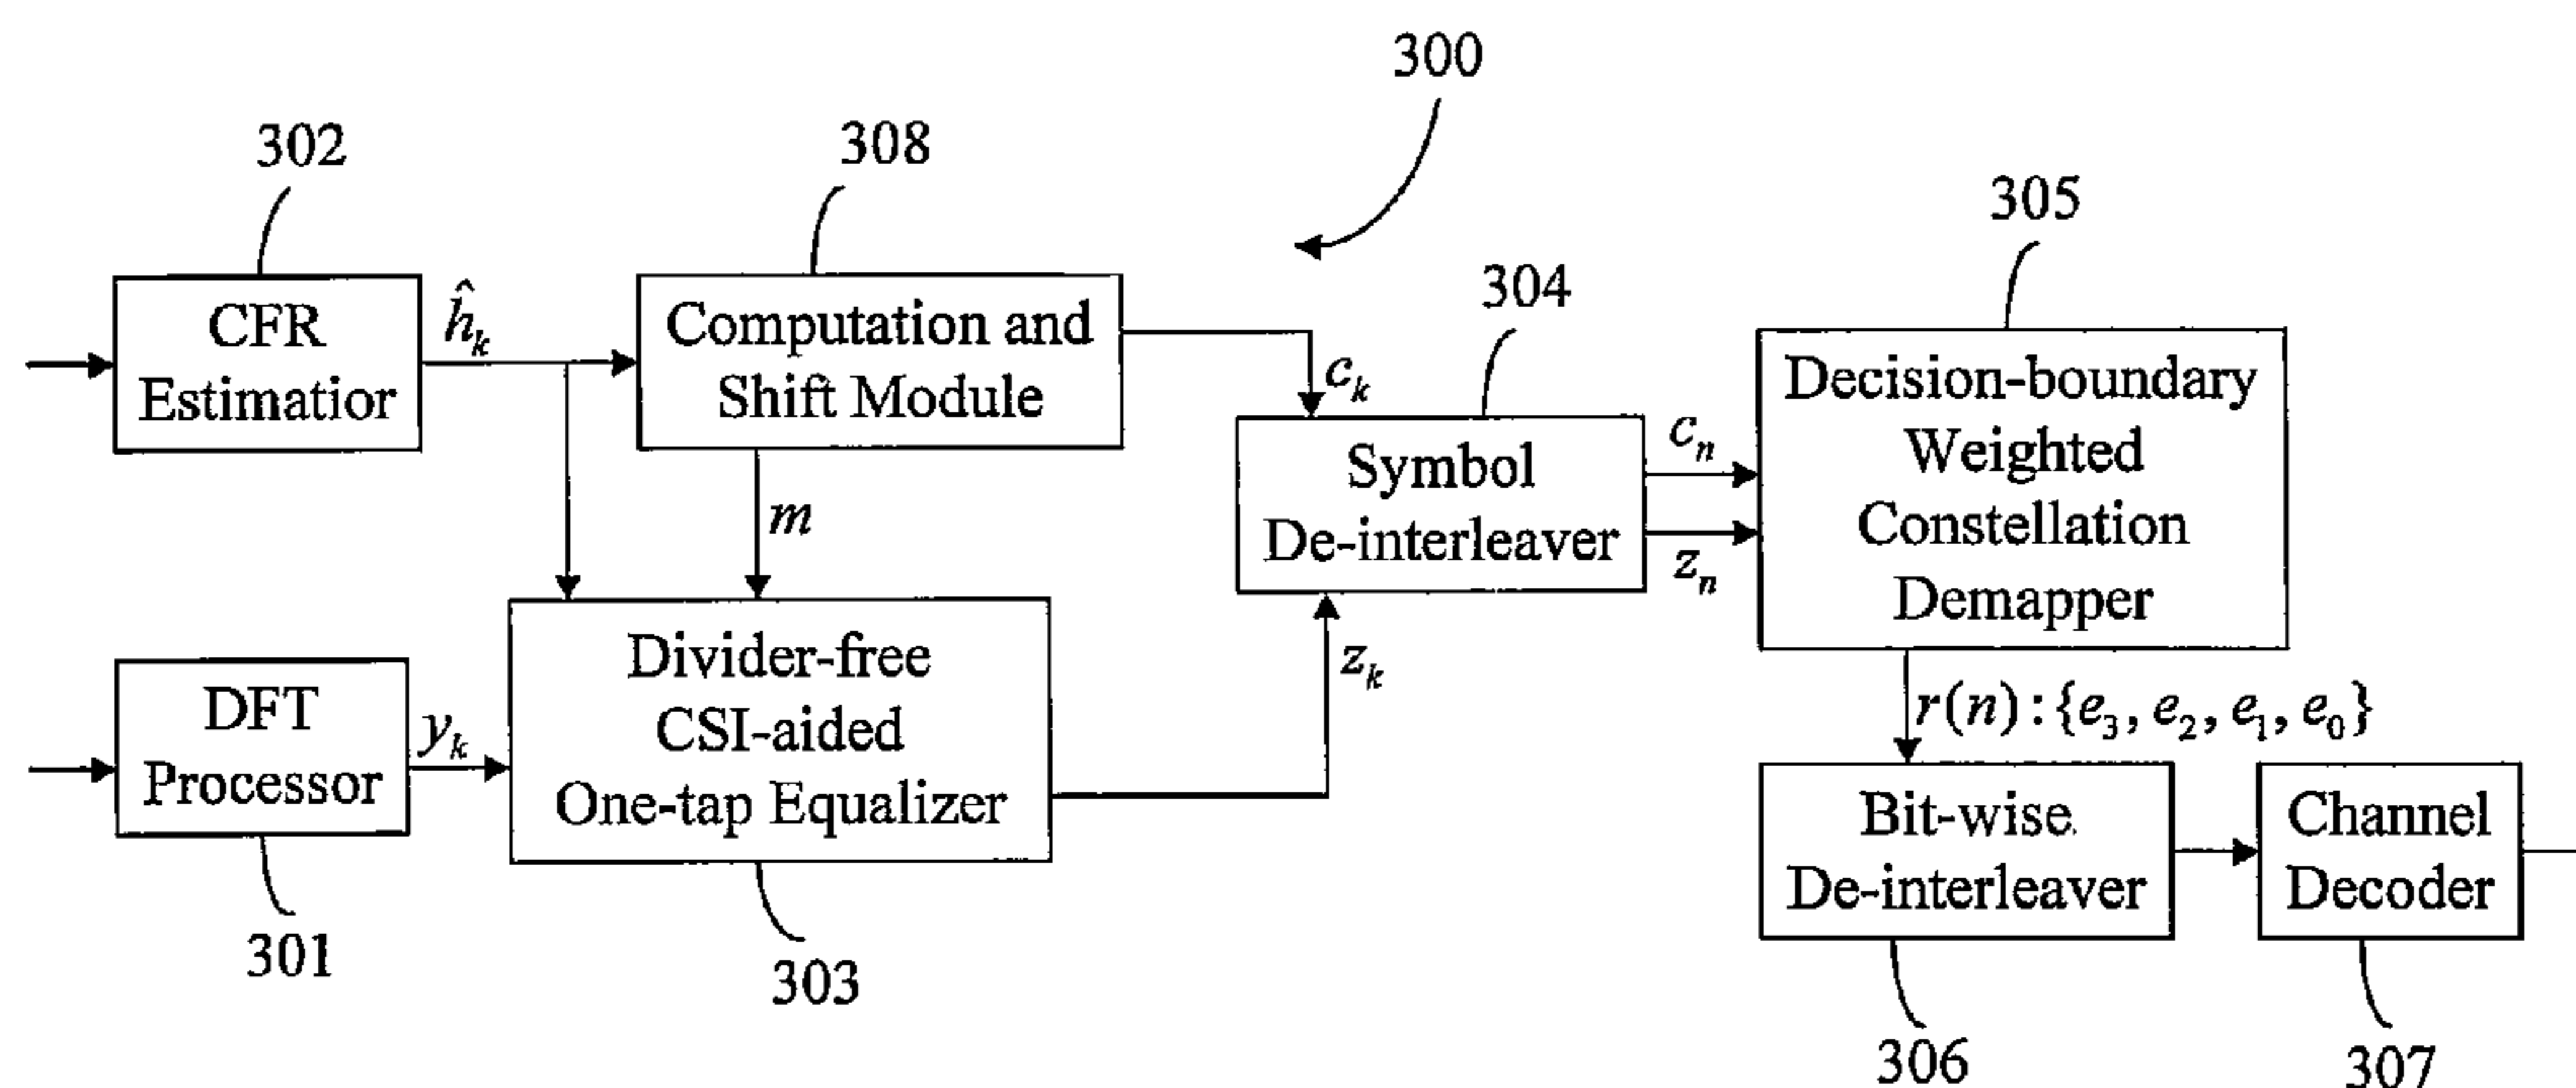 300
302
308
305
304
CFR
Estimatior
ĥ_k
Computation and
Shift Module
c_k
m
Symbol
De-interleaver
c_n
z_n
Decision-boundary
Weighted
Constellation
Demapper
DFT
Processor
y_k
Divider-free
CSI-aided
One-tap Equalizer
z_k
r(n):{e_3, e_2, e_1, e_0}
Bit-wise
De-interleaver
Channel
Decoder
301
303
306
307